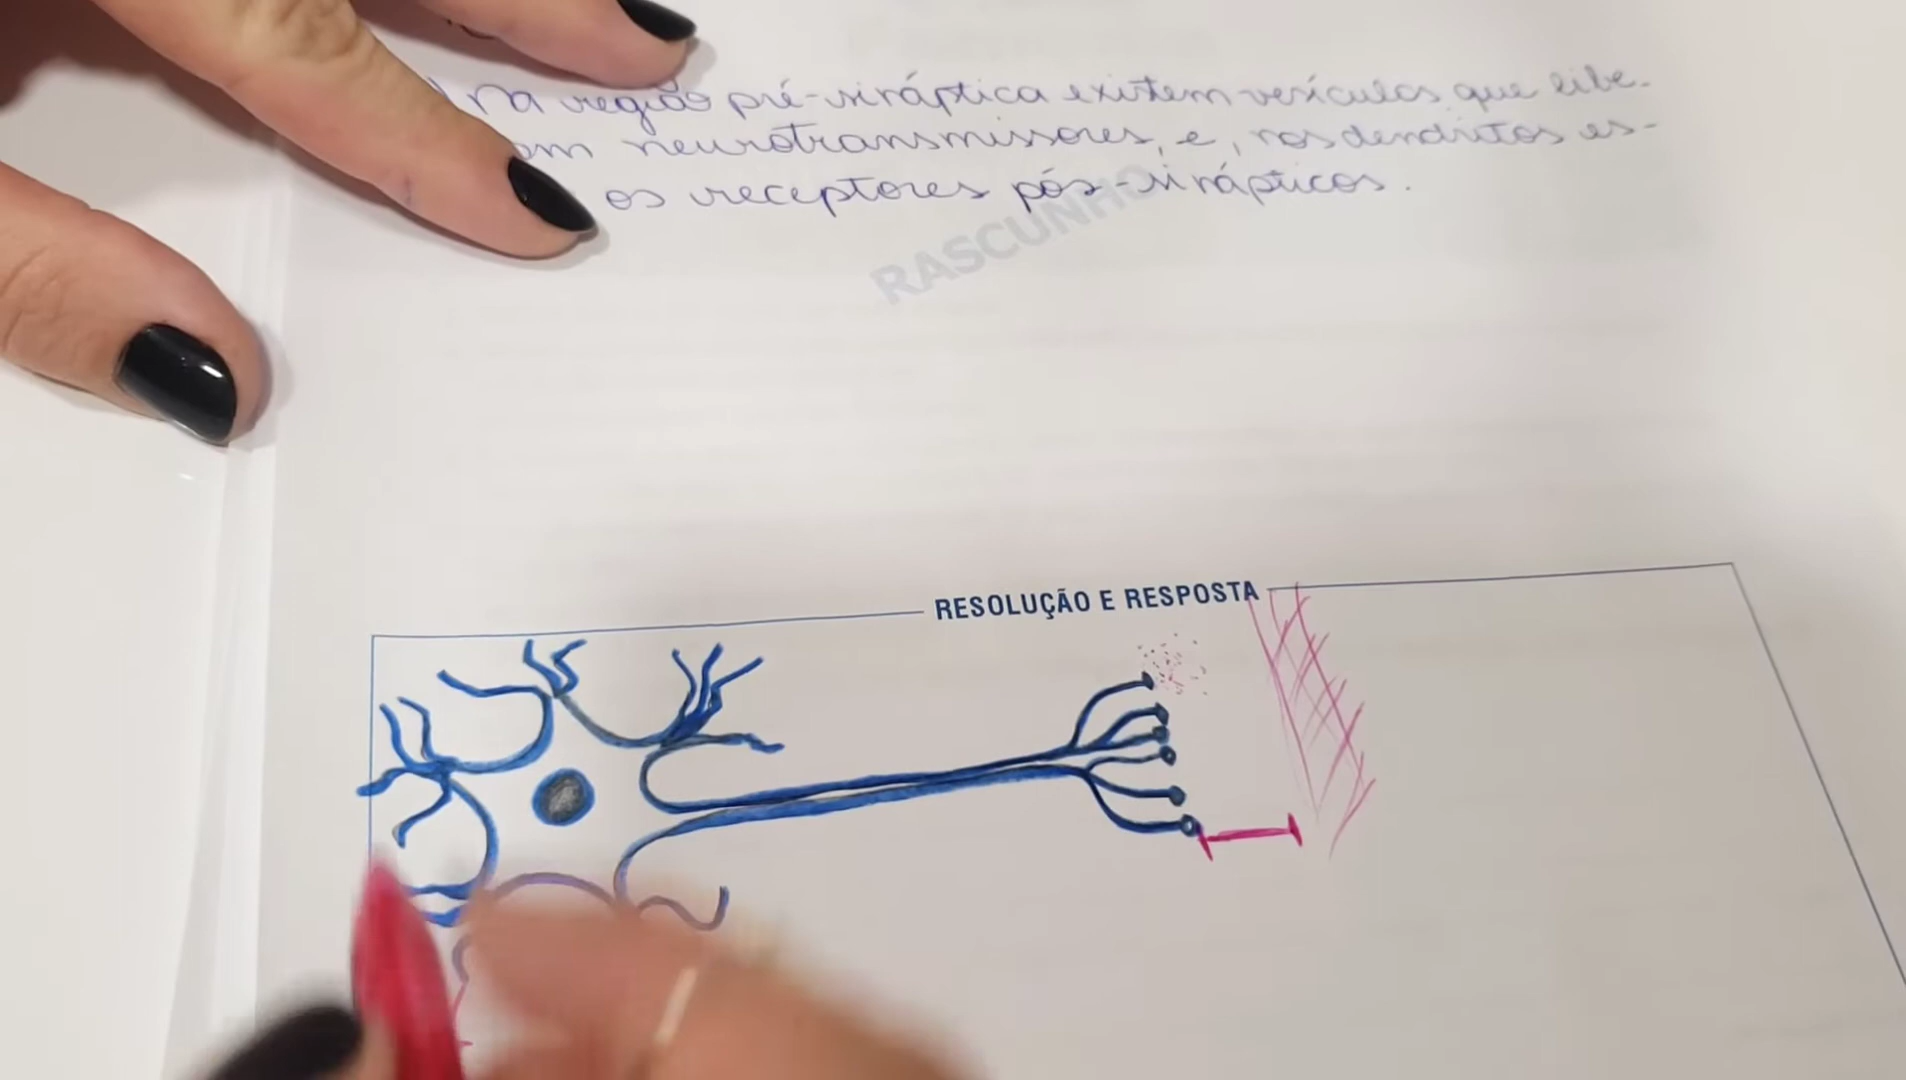 Na região pré-sináptica existem vesículas que libe-
am neurotransmissores, e, nos dendritos es-
os receptores pós-sinápticos.
RASCUNHO
RESOLUÇÃO E RESPOSTA